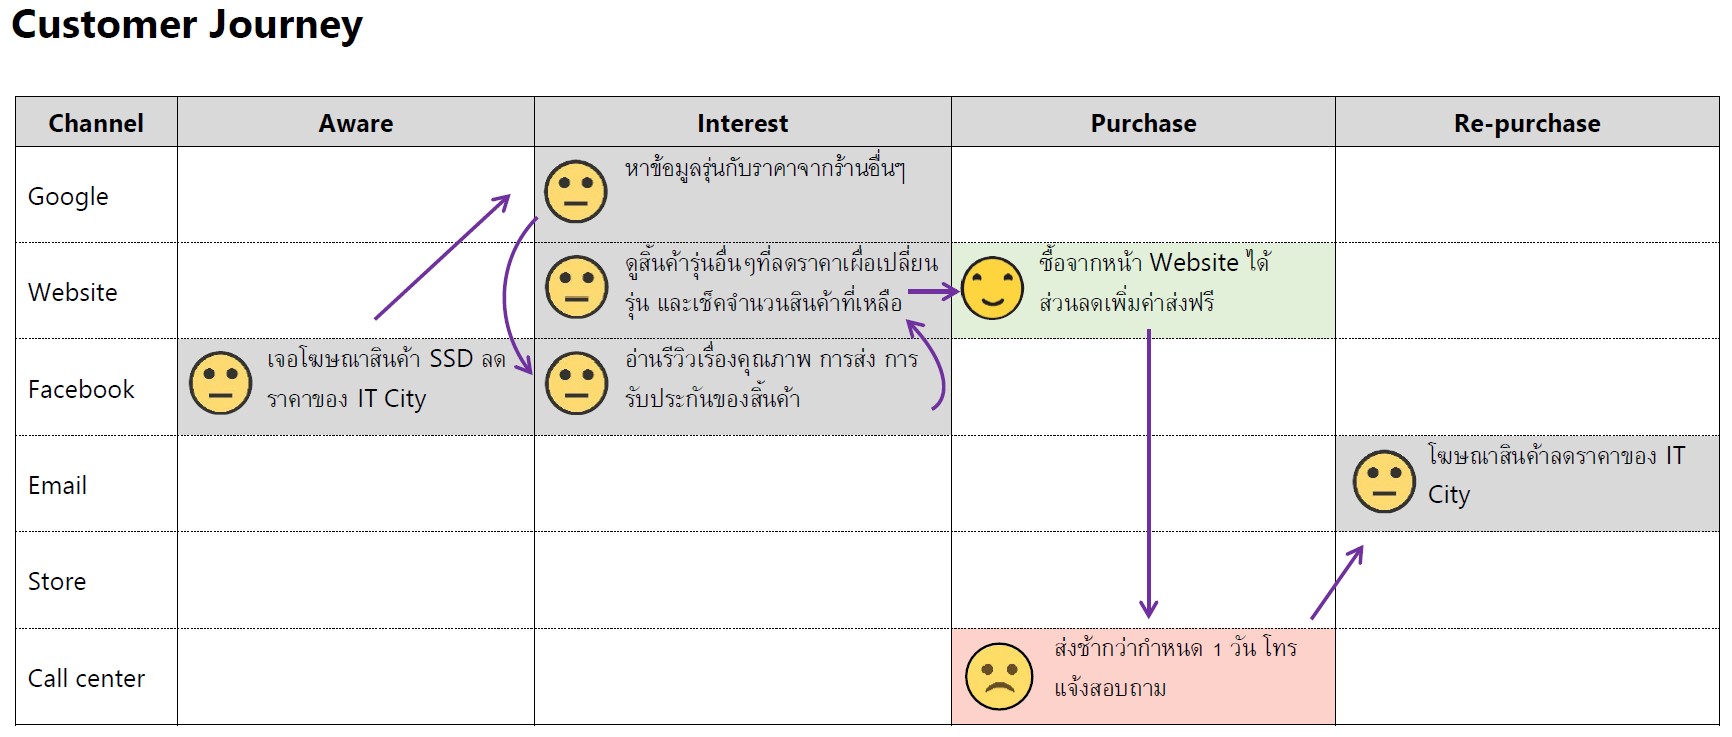 Customer Journey
Channel Aware Interest Purchase Re-purchase
Google
หาข้อมูลรุ่นกับราคาจากร้านอื่นๆ
Website
ดูสิ้นค้ารุ่นอื่นๆที่ลดราคาเผื่อเปลี่ยน
รุ่น และเช็คจำนวนสินค้าที่เหลือ
ซื้อจากหน้า Website ได้
ส่วนลดเพิ่มค่าส่งฟรี
Facebook
เจอโฆษณาสินค้า SSD ลด
ราคาของ IT City
อ่านรีวิวเรื่องคุณภาพ การส่ง การ
รับประกันของสิ้นค้า
Email
โฆษณาสินค้าลดราคาของ IT
City
Store
Call center
ส่งช้ากว่ากำหนด 1 วัน โทร
แจ้งสอบถาม